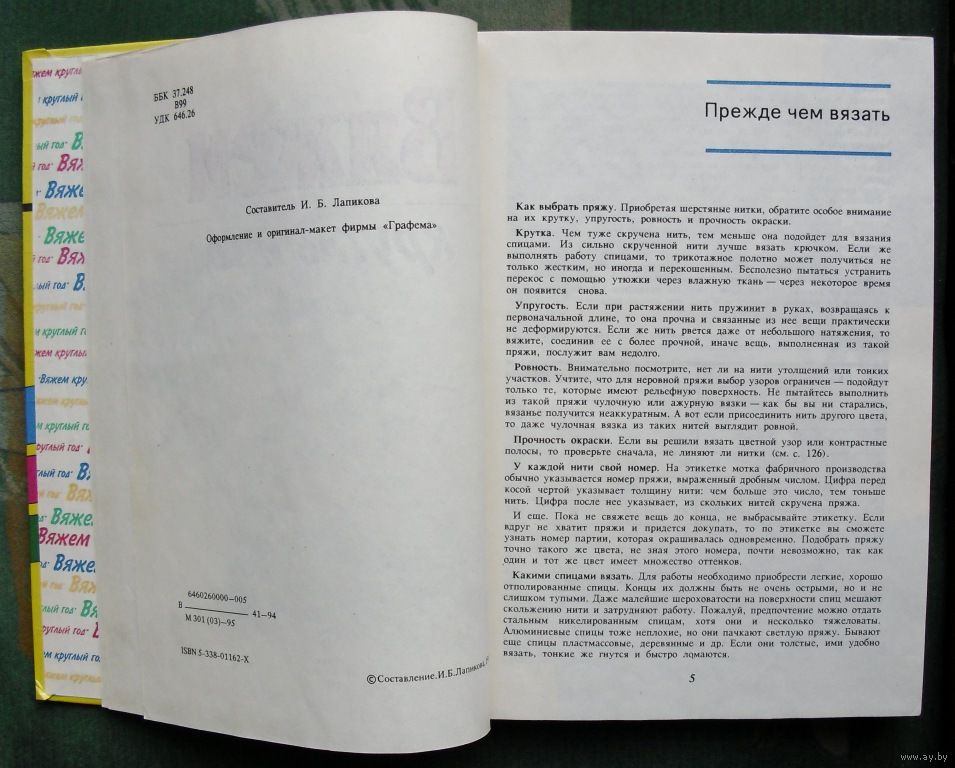 ББК 37.248
В99
УДК 646.26
Составитель И. Б. Лапикова
Оформление и оригинал-макет фирмы «Графема»
6460260000—005
В ——— 41—94
М 301 (03)—95
ISBN 5-338-01162-X
©Составление. И.Б.Лапикова,
Прежде чем вязать
Как выбрать пряжу. Приобретая шерстяные нитки, обратите особое внимание
на их крутку, упругость, ровность и прочность окраски.
Крутка. Чем туже скручена нить, тем меньше она подойдет для вязания
спицами. Из сильно скрученной нити лучше вязать крючком. Если же
выполнять работу спицами, то трикотажное полотно может получиться не
только жестким, но иногда и перекошенным. Бесполезно пытаться устранить
перекос с помощью утюжки через влажную ткань — через некоторое время
он появится снова.
Упругость. Если при растяжении нить пружинит в руках, возвращаясь к
первоначальной длине, то она прочна и связанные из нее вещи практически
не деформируются. Если же нить рвется даже от небольшого натяжения, то
вяжите, соединив ее с более прочной, иначе вещь, выполненная из такой
пряжи, послужит вам недолго.
Ровность. Внимательно посмотрите, нет ли на нити утолщений или тонких
участков. Учтите, что для неровной пряжи выбор узоров ограничен — подойдут
только те, которые имеют рельефную поверхность. Не пытайтесь выполнить
из такой пряжи чулочную или ажурную вязки — как бы вы ни старались,
вязанье получится неаккуратным. А вот если присоединить нить другого цвета,
то даже чулочная вязка из таких нитей выглядит ровной.
Прочность окраски. Если вы решили вязать цветной узор или контрастные
полосы, то проверьте сначала, не линяют ли нитки (см. с. 126).
У каждой нити свой номер. На этикетке мотка фабричного производства
обычно указывается номер пряжи, выраженный дробным числом. Цифра перед
косой чертой указывает толщину нити: чем больше это число, тем тоньше
нить. Цифра после нее указывает, из скольких нитей скручена пряжа.
И еще. Пока не свяжете вещь до конца, не выбрасывайте этикетку. Если
вдруг не хватит пряжи и придется докупать, то по этикетке вы сможете
узнать номер партии, которая окрашивалась одновременно. Подобрать пряжу
точно такого же цвета, не зная этого номера, почти невозможно, так как
один и тот же цвет имеет множество оттенков.
Какими спицами вязать. Для работы необходимо приобрести легкие, хорошо
отполированные спицы. Концы их должны быть не очень острыми, но и не
слишком тупыми. Даже малейшие шероховатости на поверхности спиц мешают
скольжению нити и затрудняют работу. Пожалуй, предпочтение можно отдать
стальным никелированным спицам, хотя они и несколько тяжеловаты.
Алюминиевые спицы тоже неплохие, но они пачкают светлую пряжу. Бывают
еще спицы пластмассовые, деревянные и др. Если они толстые, ими удобно
вязать, тонкие же гнутся и быстро ломаются.
5
www.ay.by